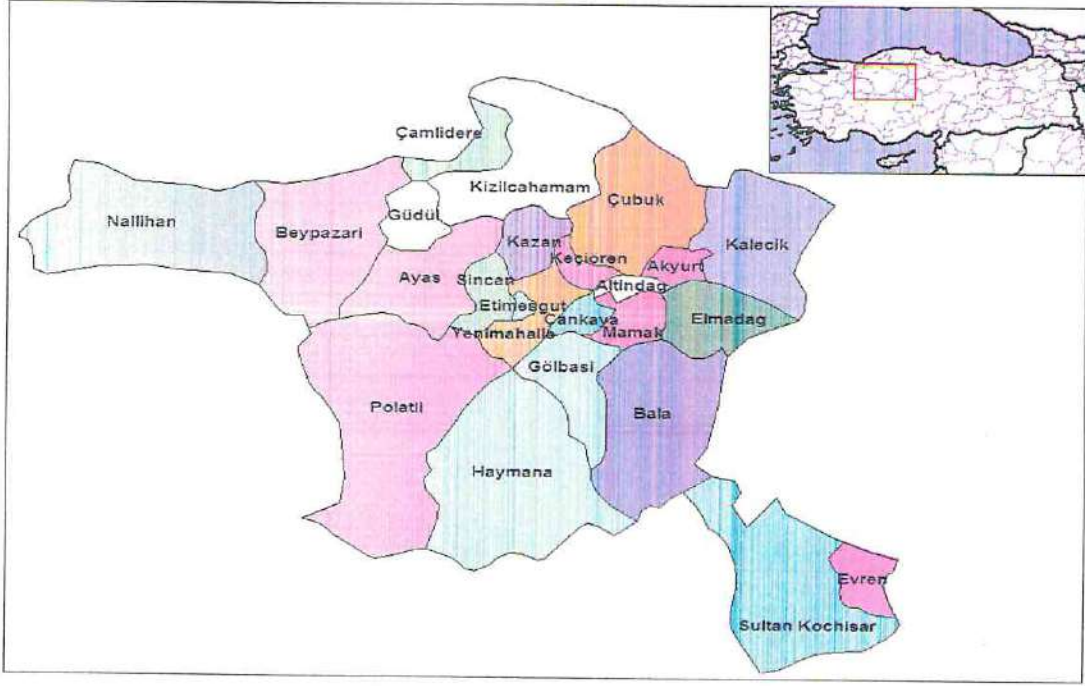 Çamlidere
Kizilcahamam
Nallihan
Güdül
Çubuk
Beypazari
Kazan
Kalecik
Keçioren
Akyurt
Ayas
Sincan
Altindag
Etimesgut
Çankaya
Elmadag
Yenimahalle
Mamak
Gölbasi
Polatli
Bala
Haymana
Evren
Sultan Kochisar